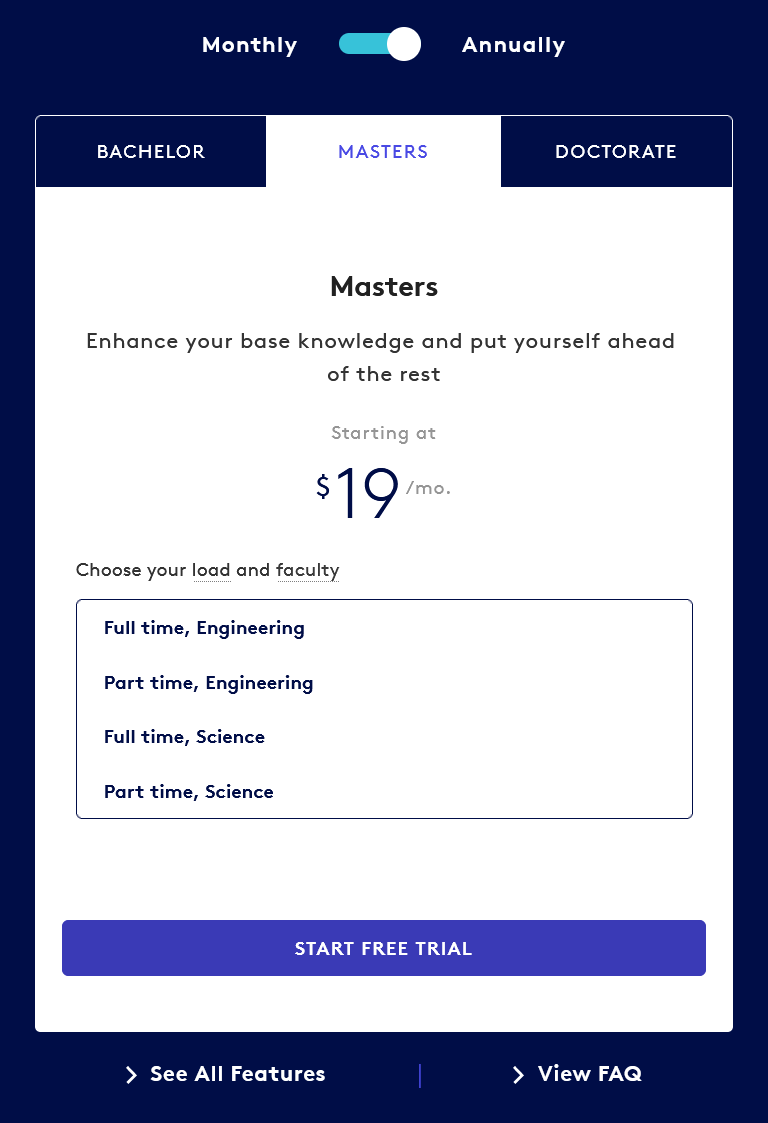 Monthly Annually
BACHELOR MASTERS DOCTORATE
Masters
Enhance your base knowledge and put yourself ahead
of the rest
Starting at
$19/mo.
Choose your load and faculty
Full time, Engineering
Part time, Engineering
Full time, Science
Part time, Science
START FREE TRIAL
See All Features View FAQ